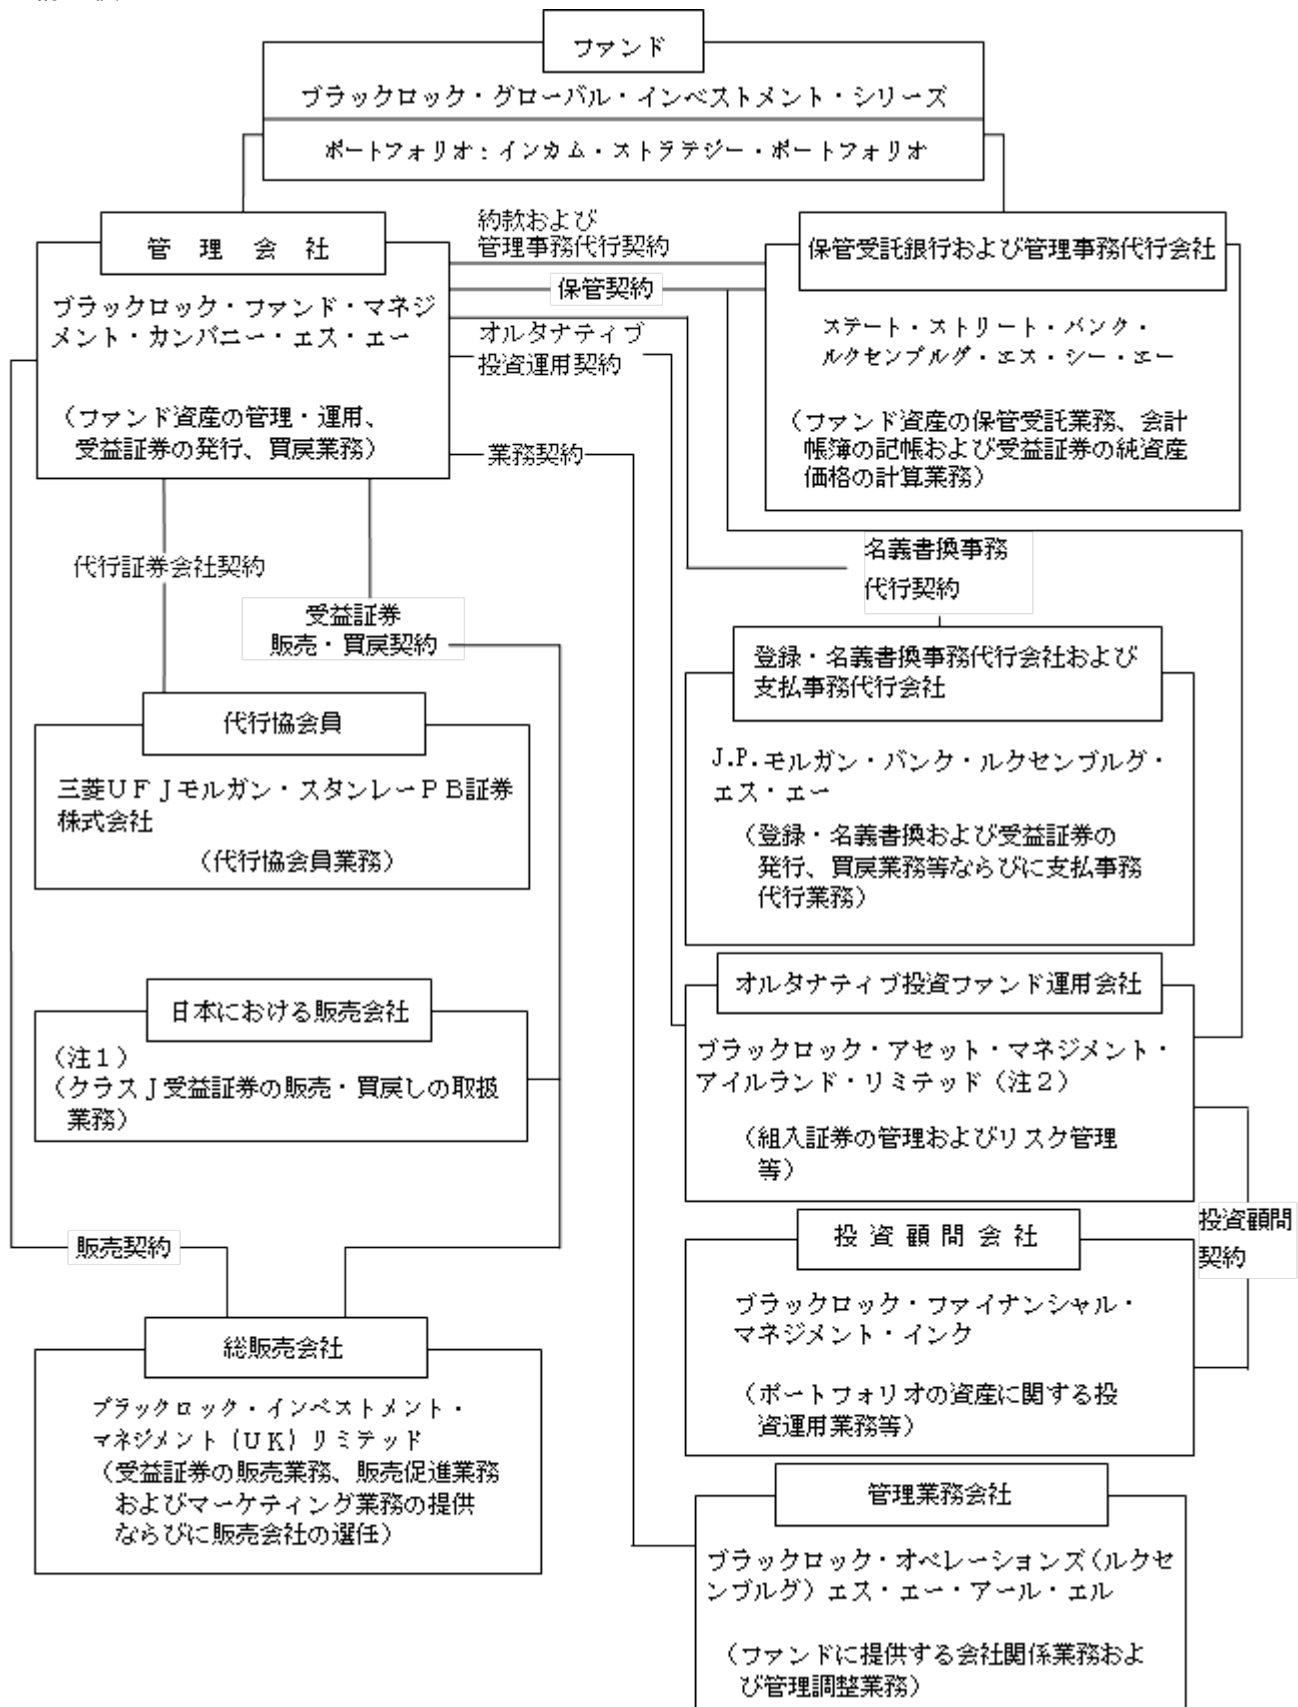 ファンド
ブラックロック・グローバル・インベストメント・シリーズ
ポートフォリオ：インカム・ストラテジー・ポートフォリオ
約款および
管理事務代行契約
管 理 会 社
保管受託銀行および管理事務代行会社
保管契約
ブラックロック・ファンド・マネジ
メント・カンパニー・エス・エー
（ファンド資産の管理・運用、
受益証券の発行、買戻業務）
ステート・ストリート・バンク・
ルクセンブルグ・エス・シー・エー
（ファンド資産の保管受託業務、会計
帳簿の記帳および受益証券の純資産
価格の計算業務）
オルタナティブ
投資運用契約
業務契約
代行証券会社契約
受益証券
販売・買戻契約
名義書換事務
代行契約
代行協会員
三菱ＵＦＪモルガン・スタンレーＰＢ証券
株式会社
（代行協会員業務）
登録・名義書換事務代行会社および
支払事務代行会社
J.P.モルガン・バンク・ルクセンブルグ・
エス・エー
（登録・名義書換および受益証券の
発行、買戻業務等ならびに支払事務
代行業務）
日本における販売会社
（注１）
（クラスＪ受益証券の販売・買戻しの取扱
業務）
オルタナティブ投資ファンド運用会社
ブラックロック・アセット・マネジメント・
アイルランド・リミテッド（注２）
（組入証券の管理およびリスク管理
等）
投資顧問
契約
販売契約
投 資 顧 問 会 社
ブラックロック・ファイナンシャル・
マネジメント・インク
（ポートフォリオの資産に関する投
資運用業務等）
総販売会社
ブラックロック・インベストメント・
マネジメント（ＵＫ）リミテッド
（受益証券の販売業務、販売促進業務
およびマーケティング業務の提供
ならびに販売会社の選任）
管理業務会社
ブラックロック・オペレーションズ（ルクセ
ンブルグ）エス・エー・アール・エル
（ファンドに提供する会社関係業務およ
び管理調整業務）